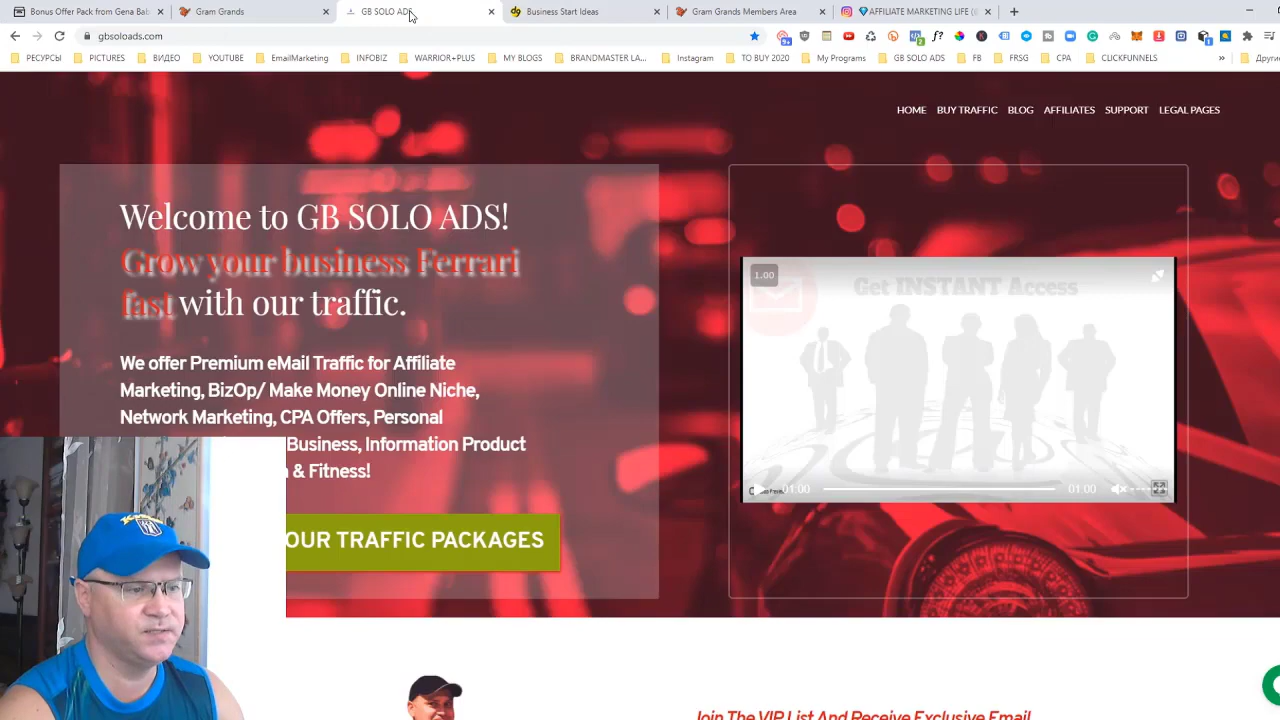 Bonus Offer Pack from Gena Bab
Gram Grands
GB SOLO ADS
Business Start Ideas
Gram Grands Members Area
AFFILIATE MARKETING LIFE
gbsoloads.com
РЕСУРСЫ
PICTURES
ВИДЕО
YOUTUBE
EmailMarketing
INFOBIZ
WARRIOR+PLUS
MY BLOGS
BRANDMASTER LA...
Instagram
TO BUY 2020
My Programs
GB SOLO ADS
FB
FRSG
CPA
CLICKFUNNELS
»
HOME
BUY TRAFFIC
BLOG
AFFILIATES
SUPPORT
LEGAL PAGES
Welcome to GB SOLO ADS!
Grow your business Ferrari
fast with our traffic.
We offer Premium eMail Traffic for Affiliate
Marketing, BizOp/ Make Money Online Niche,
Network Marketing, CPA Offers, Personal
Business, Information Product
& Fitness!
OUR TRAFFIC PACKAGES
1.00
Get INSTANT Access
01:00
01:00
Join The VIP List And Receive Exclusive Email